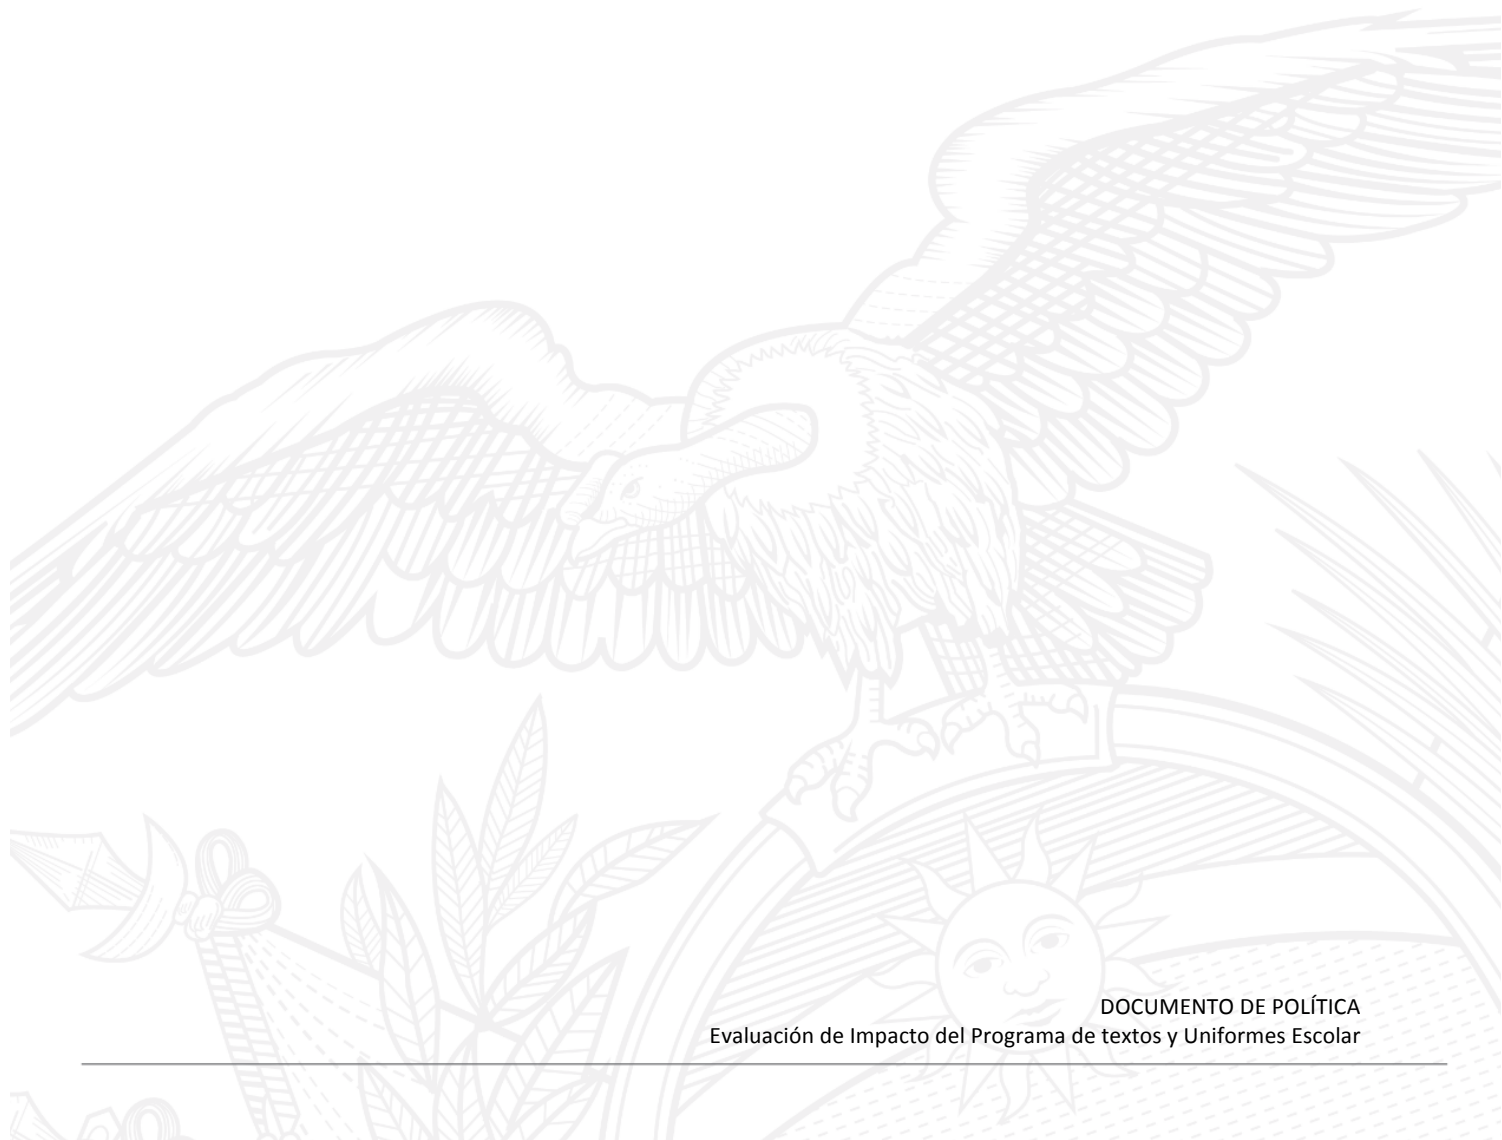 DOCUMENTO DE POLÍTICA
Evaluación de Impacto del Programa de textos y Uniformes Escolar